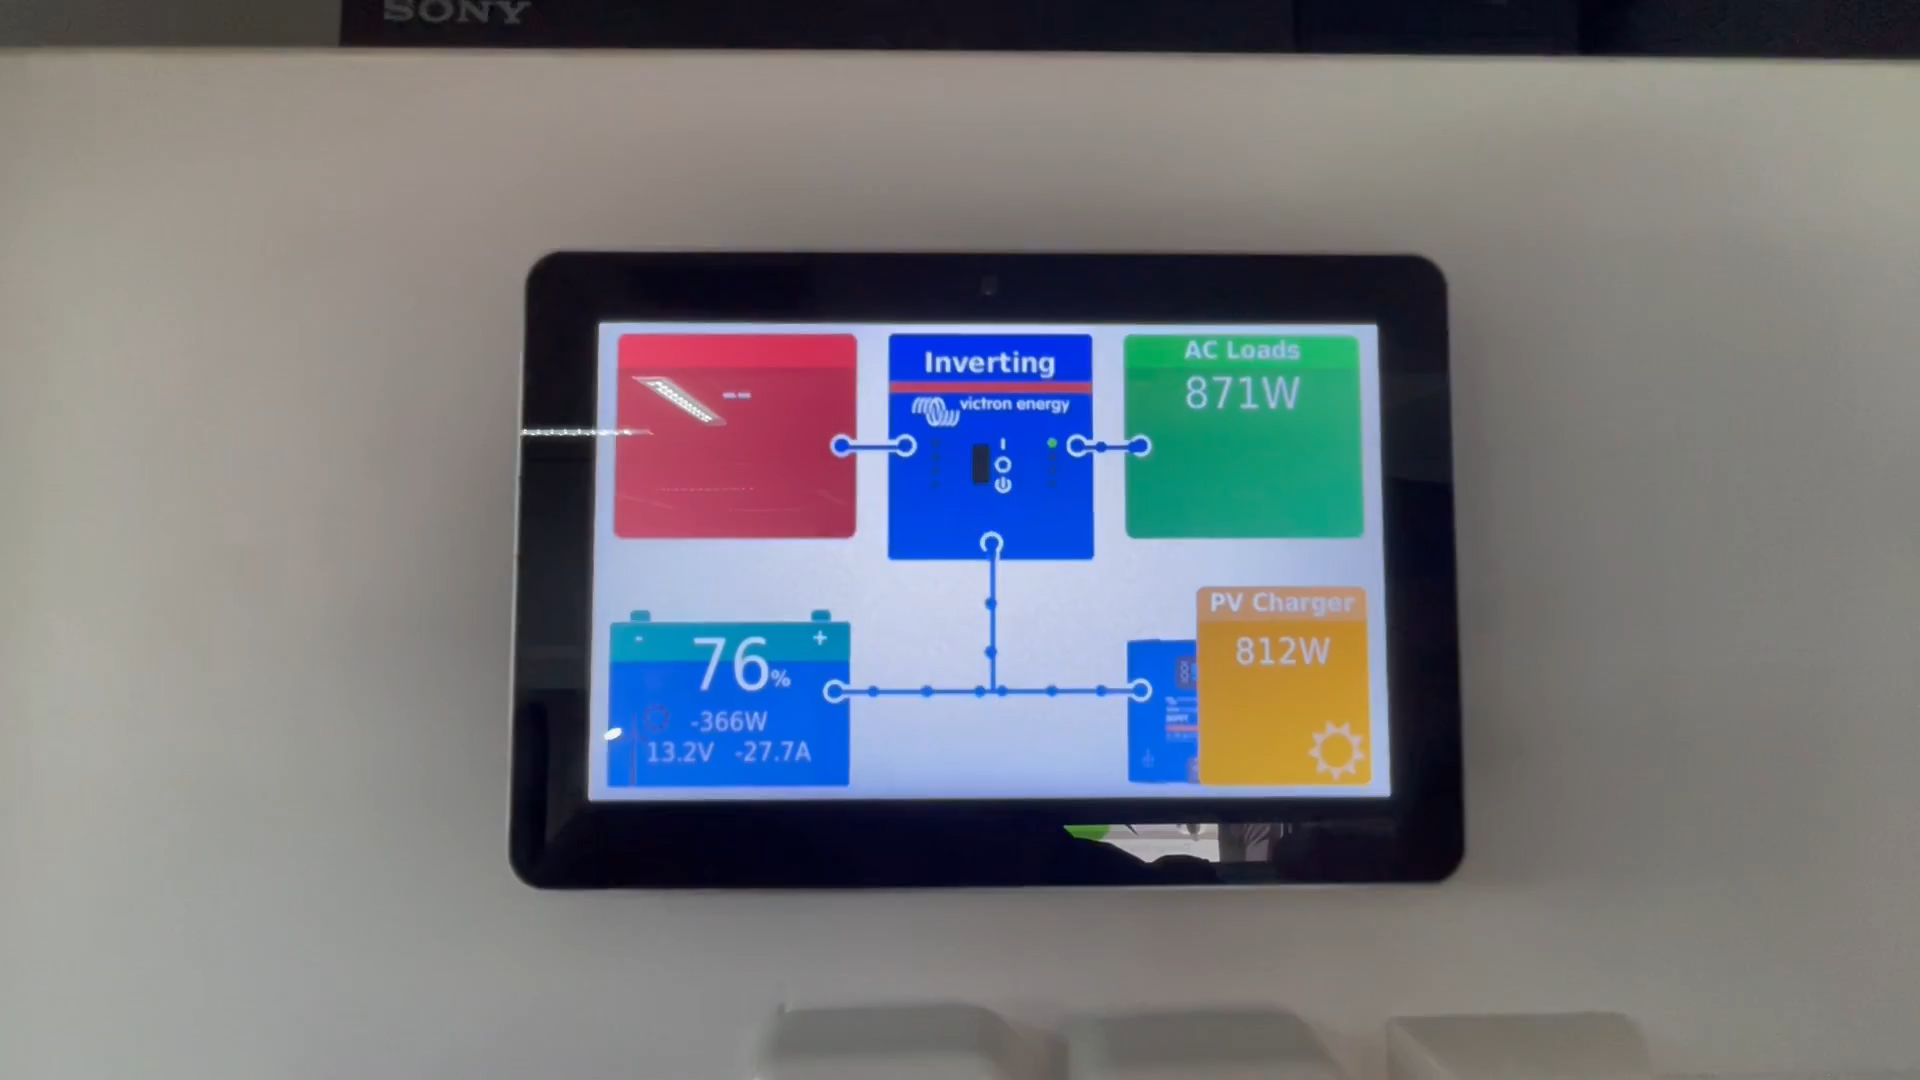 SONY
--
Inverting
victron energy
AC Loads
871W
- +
76%
-366W
13.2V -27.7A
PV Charger
812W